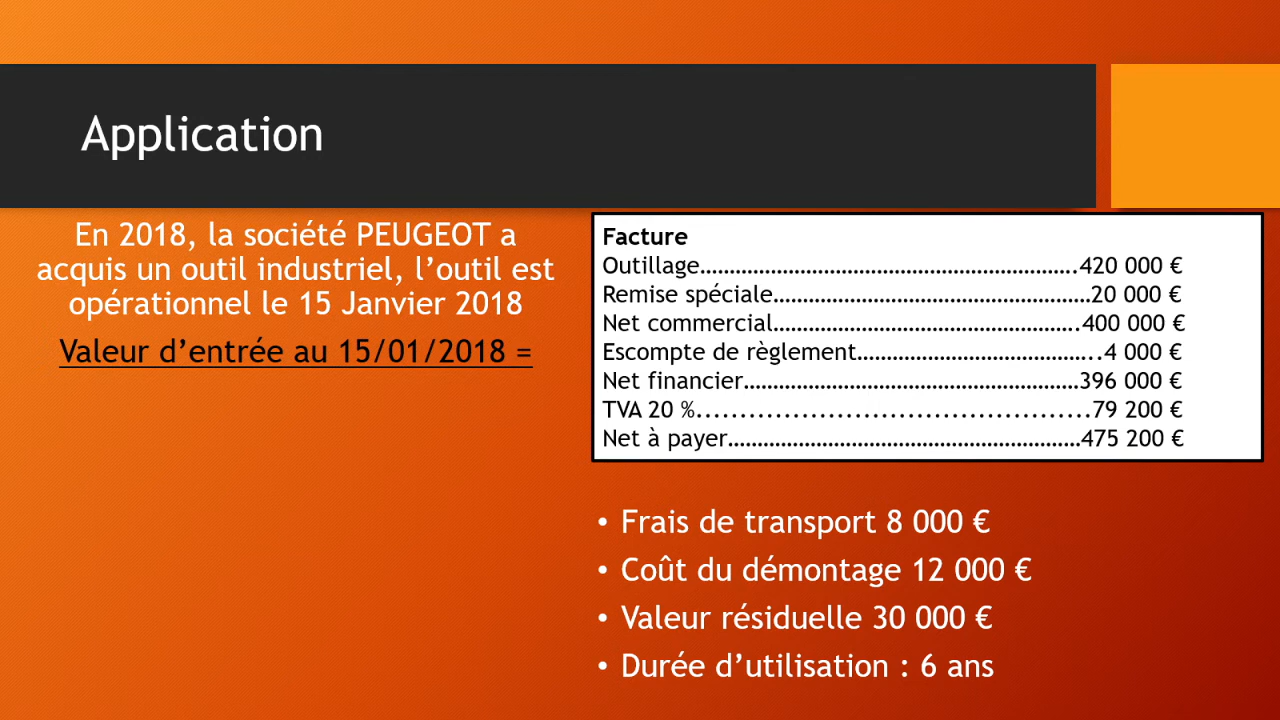 Application
En 2018, la société PEUGEOT a
acquis un outil industriel, l’outil est
opérationnel le 15 Janvier 2018
Valeur d’entrée au 15/01/2018 =
Facture
Outillage……………………………………………………….420 000 €
Remise spéciale………………………………………………20 000 €
Net commercial…………………………………………….400 000 €
Escompte de règlement…………………………………...4 000 €
Net financier…………………………………………………396 000 €
TVA 20 %...........................................79 200 €
Net à payer……………………………………………………475 200 €
• Frais de transport 8 000 €
• Coût du démontage 12 000 €
• Valeur résiduelle 30 000 €
• Durée d’utilisation : 6 ans